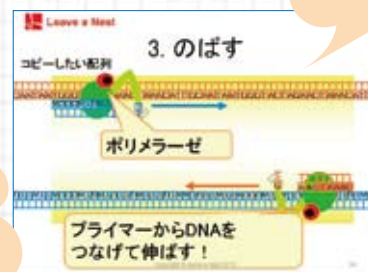 Leave a Nest
3. のばす
コピーしたい配列
ポリメラーゼ
プライマーからDNAを
つなげて伸ばす！